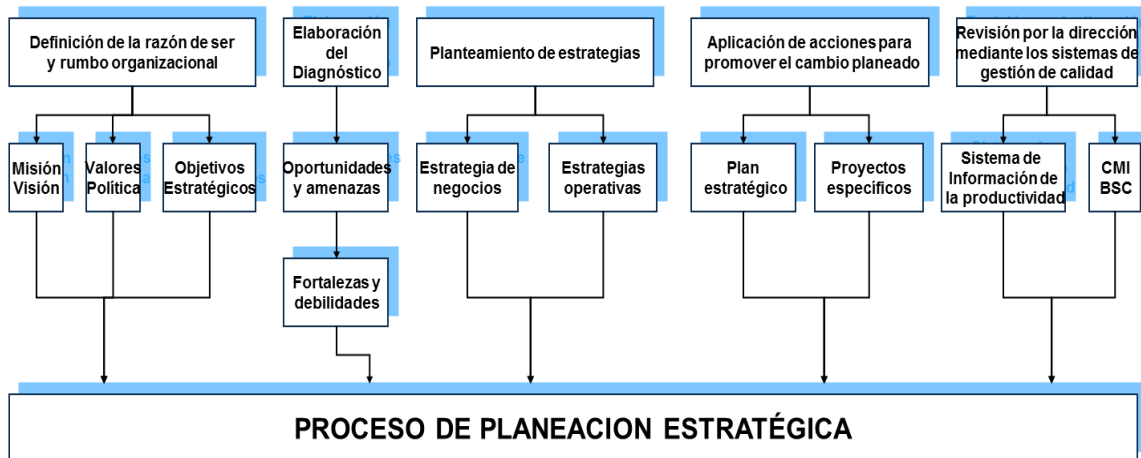 Definición de la razón de ser
y rumbo organizacional
Elaboración
del
Diagnóstico
Planteamiento de estrategias
Aplicación de acciones para
promover el cambio planeado
Revisión por la dirección
mediante los sistemas de
gestión de calidad
Misión
Visión
Valores
Política
Objetivos
Estratégicos
Oportunidades
y amenazas
Estrategia de
negocios
Estrategias
operativas
Plan
estratégico
Proyectos
específicos
Sistema de
Información de
la productividad
CMI
BSC
Fortalezas y
debilidades
PROCESO DE PLANEACION ESTRATÉGICA